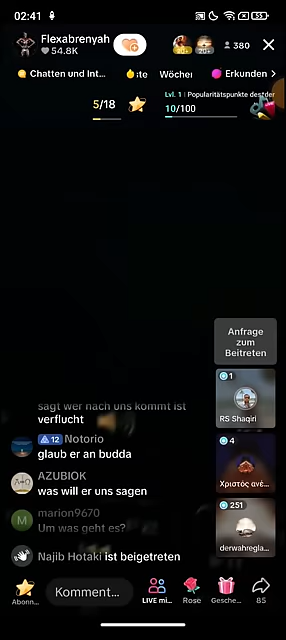 02:41
55
Flexabrenyah
54.8K
20+
380
Chatten und Int...
:te
Wöche:
Erkunden
5/18
Lvl. 1 | Popularitätspunkte des
10/100
Anfrage
zum
Beitreten
1
RS Shaqiri
4
Χριστός ανέ...
251
derwahregla...
sagt wer nach uns kommt ist
verflucht
12 Notorio
glaub er an budda
AZUBIOK
was will er uns sagen
M marion9670
Um was geht es?
Najib Hotaki ist beigetreten
Abonn...
Komment...
LIVE mi...
Rose
Gesche...
85